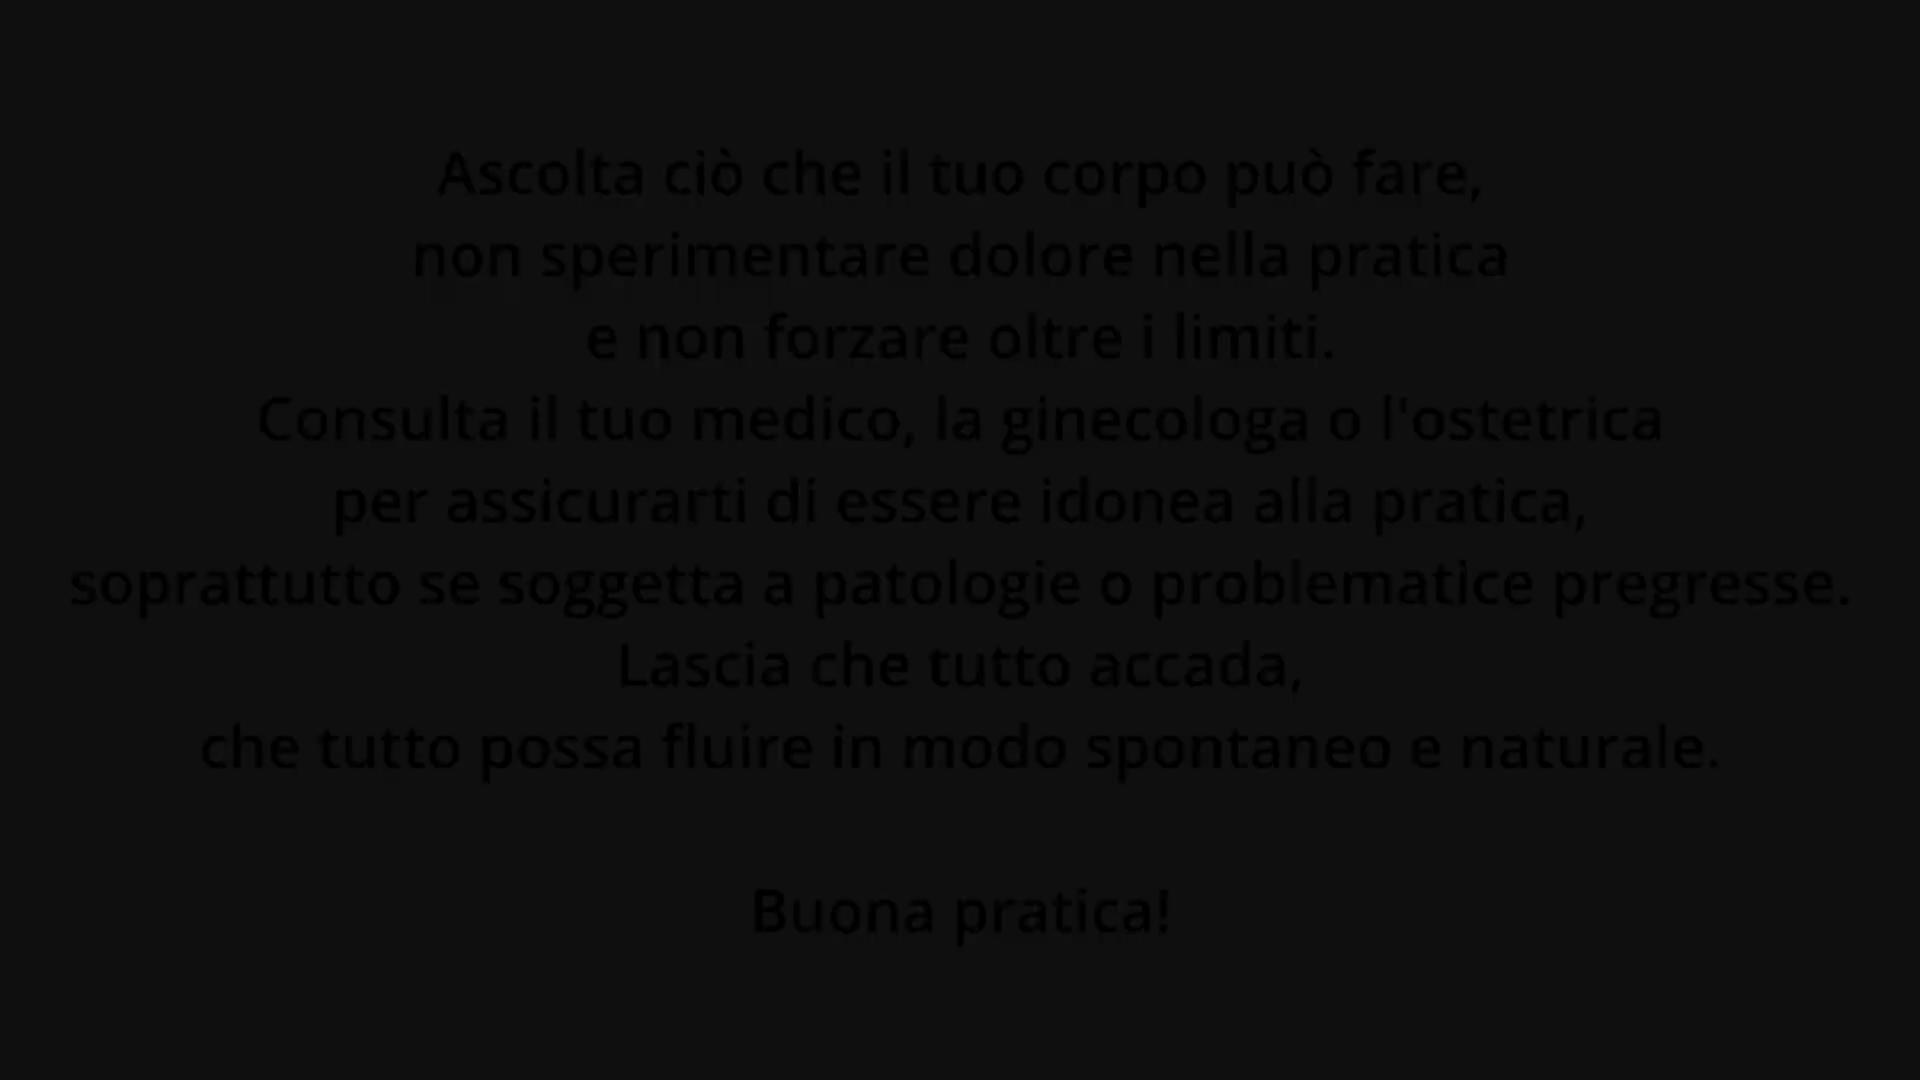 Ascolta ciò che il tuo corpo può fare,
non sperimentare dolore nella pratica
e non forzare oltre i limiti.
Consulta il tuo medico, la ginecologa o l'ostetrica
per assicurarti di essere idonea alla pratica,
soprattutto se soggetta a patologie o problematice pregresse.
Lascia che tutto accada,
che tutto possa fluire in modo spontaneo e naturale.
Buona pratica!